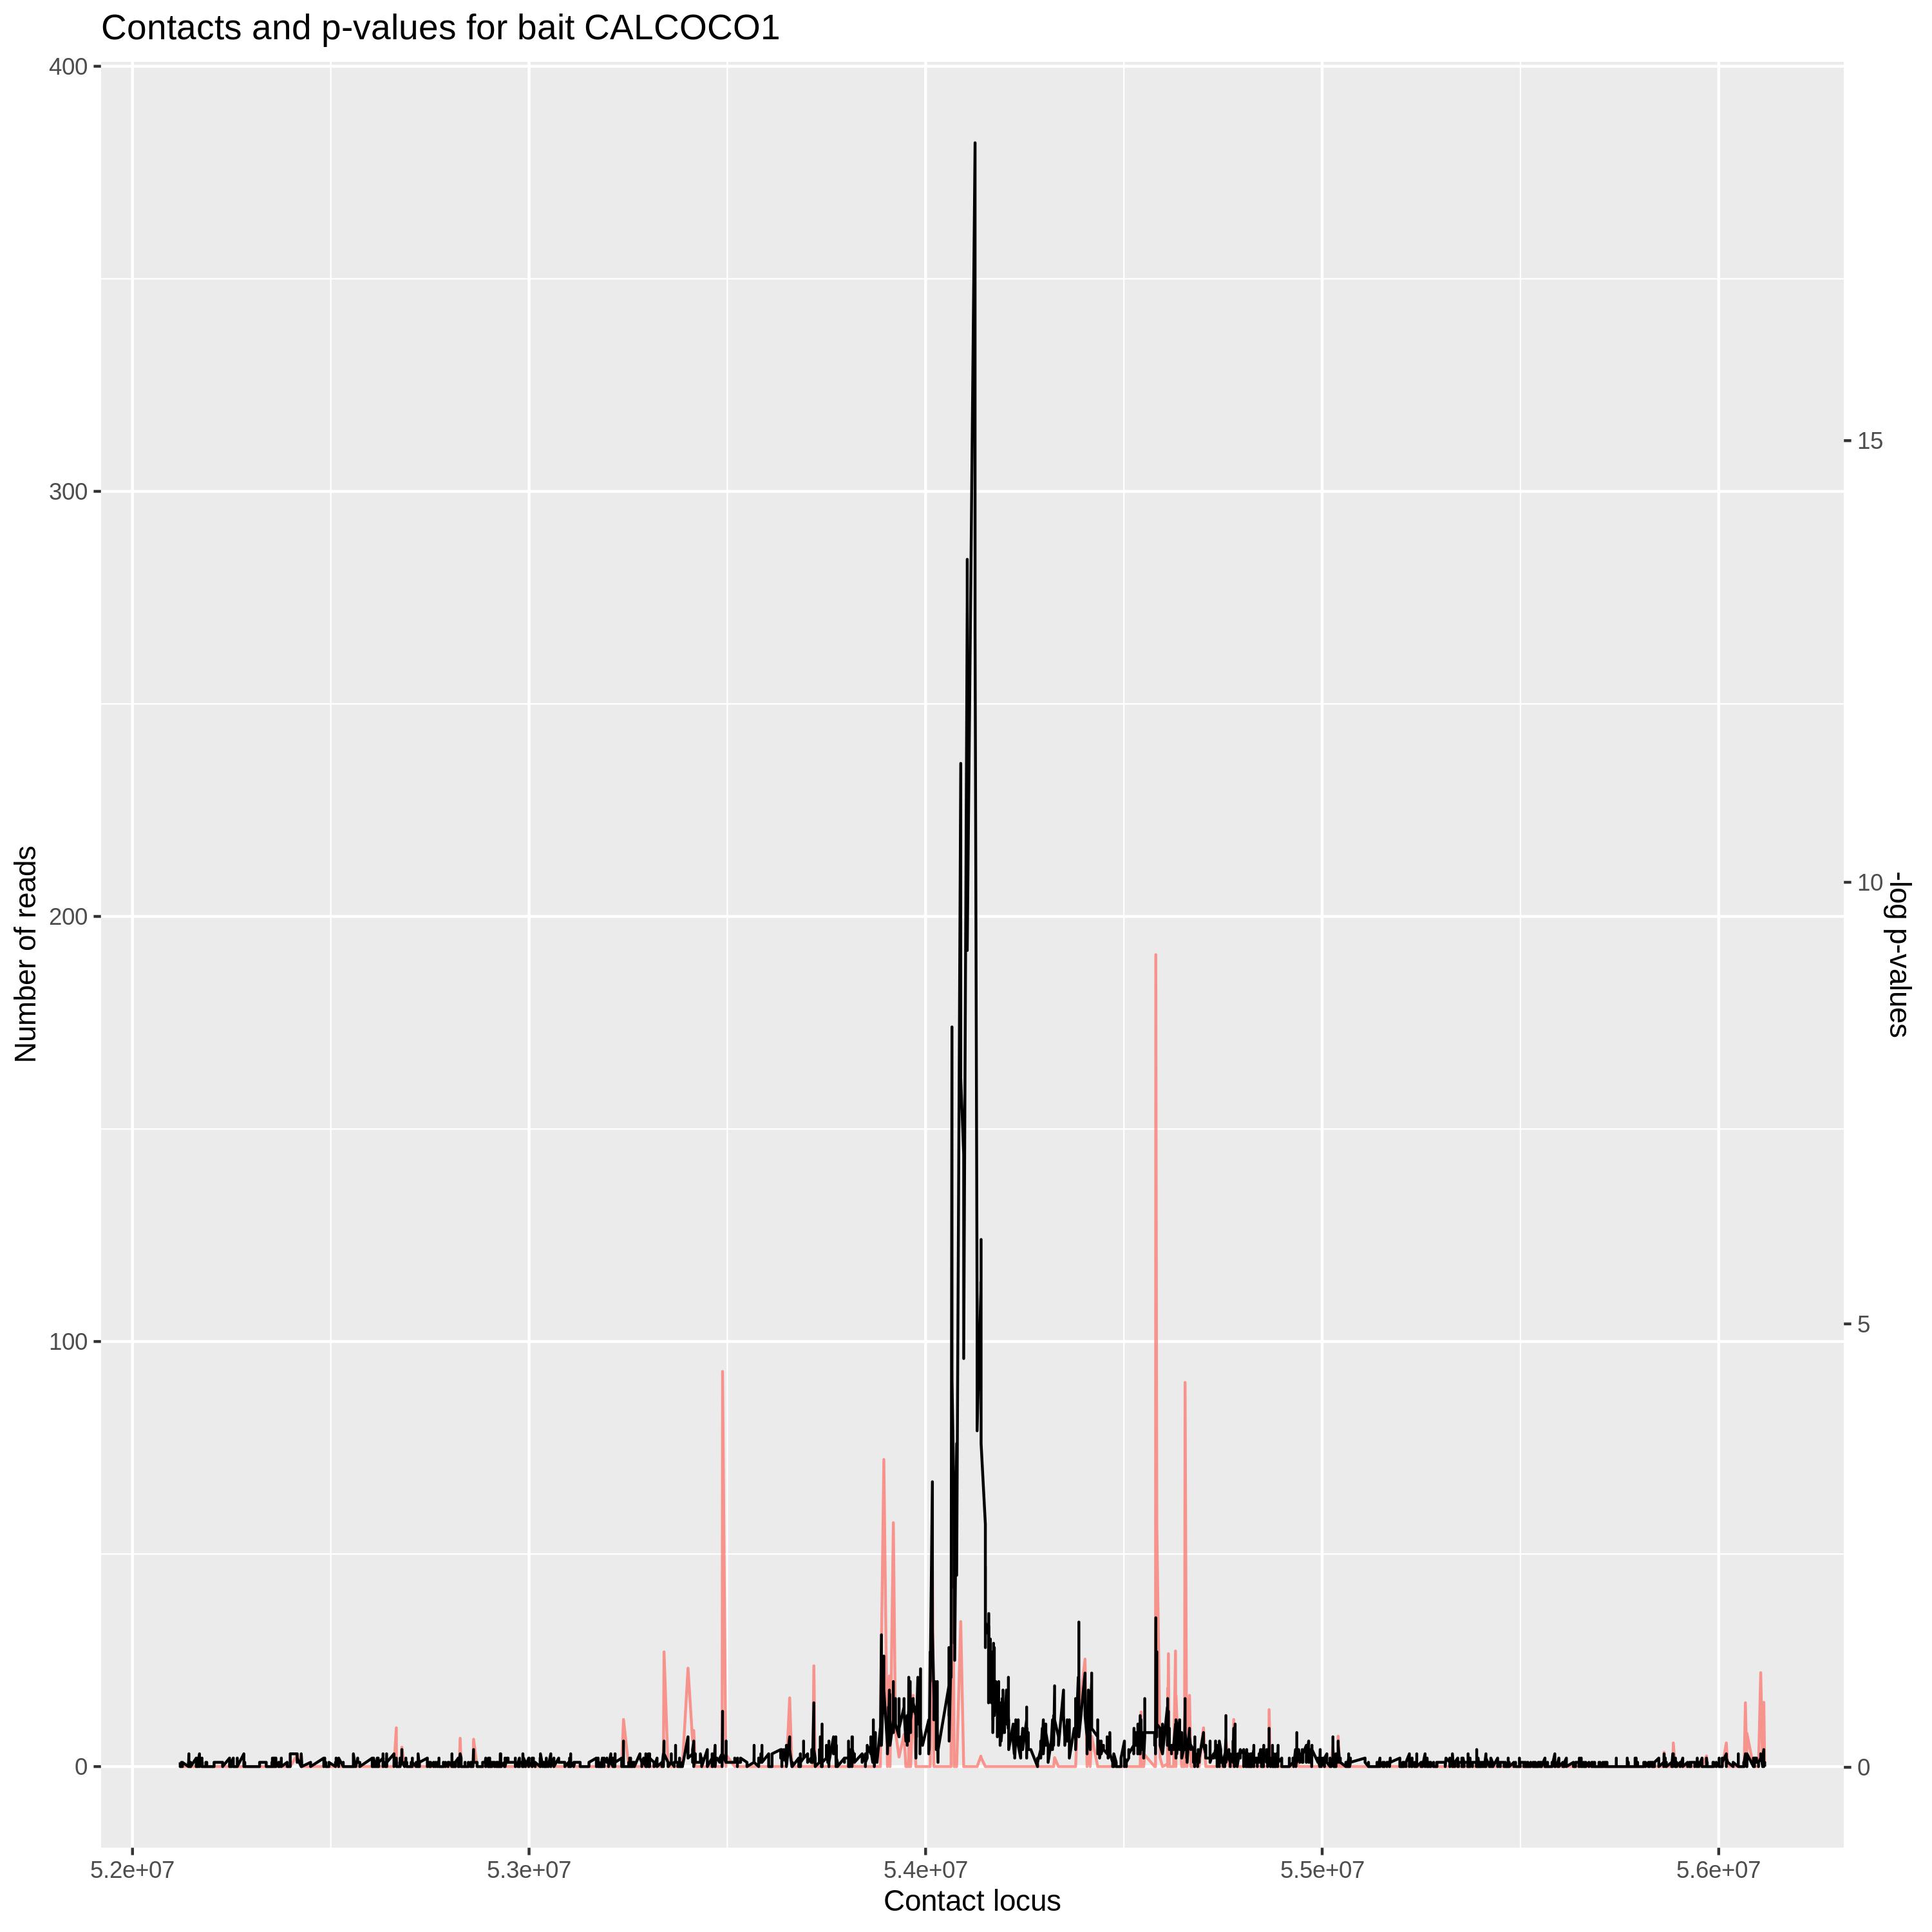 Contacts and p-values for bait CALCOCO1
400
300
200
100
0
Number of reads
15
10
5
0
-log p-values
5.2e+07
5.3e+07
5.4e+07
5.5e+07
5.6e+07
Contact locus